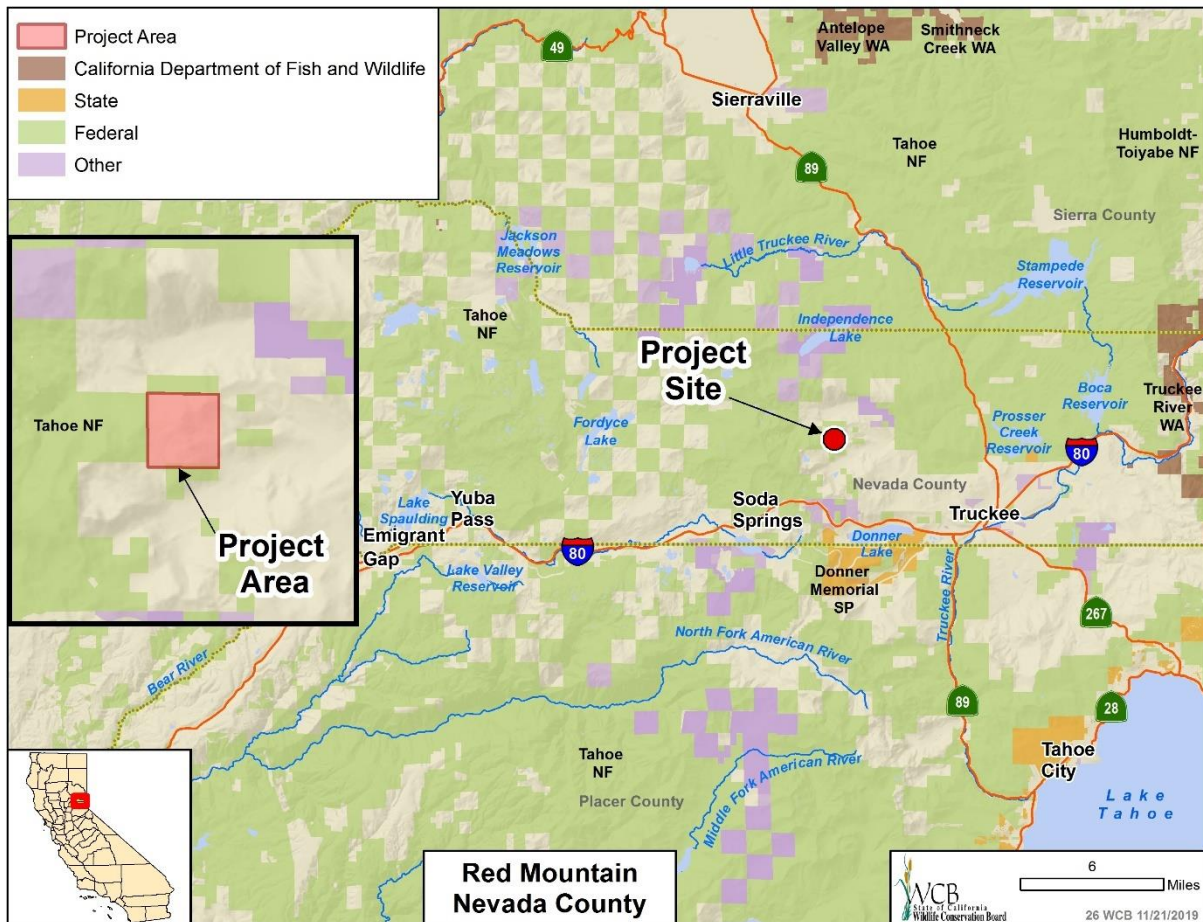 Project Area
California Department of Fish and Wildlife
State
Federal
Other
49
Antelope
Valley WA
Smithneck
Creek WA
Sierraville
Tahoe
NF
Humboldt-
Toiyabe NF
89
Sierra County
Jackson
Meadows
Reservoir
Little Truckee River
Stampede
Reservoir
Tahoe
NF
Independence
Lake
Project
Site
Boca
Reservoir
Truckee
River
WA
Fordyce
Lake
Prosser
Creek
Reservoir
80
Nevada County
Tahoe NF
Project
Area
Lake
Spaulding
Yuba
Pass
Emigrant
Gap
Soda
Springs
Truckee
80
Donner
Lake
Lake Valley
Reservoir
Donner
Memorial
SP
Truckee River
267
North Fork American River
Bear River
89
28
Tahoe
City
Tahoe
NF
Placer County
Middle Fork American River
Lake
Tahoe
Red Mountain
Nevada County
WCB
State of California
Wildlife Conservation Board
6
Miles
26 WCB 11/21/2019